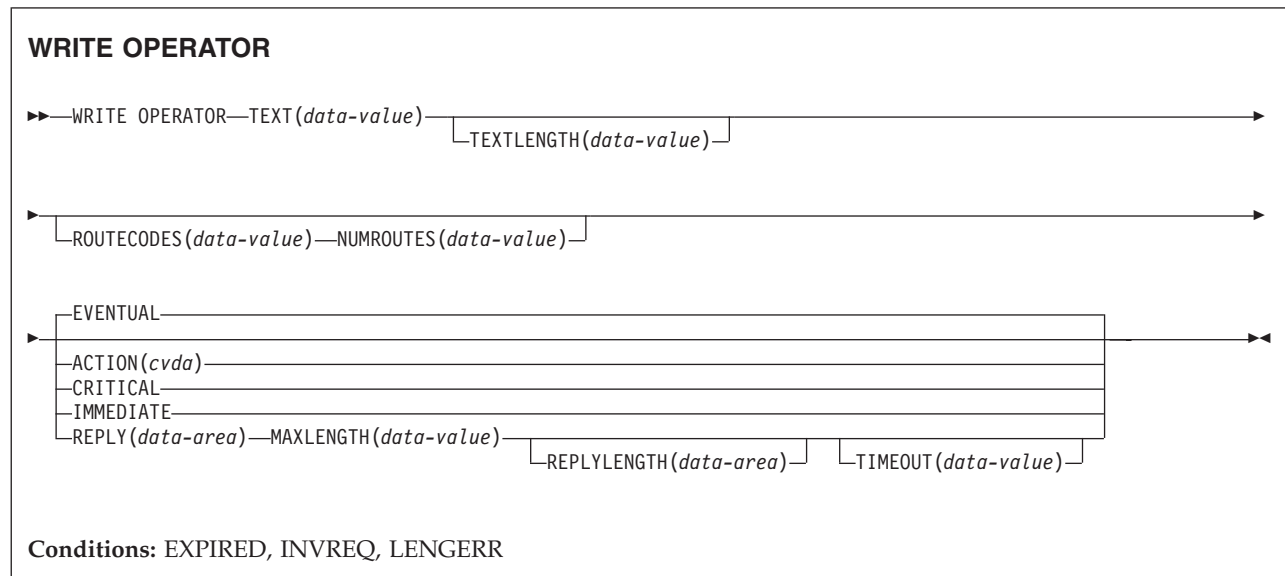 WRITE OPERATOR
WRITE OPERATOR TEXT(data-value)
TEXTLENGTH(data-value)
ROUTECODES(data-value) NUMROUTES(data-value)
EVENTUAL
ACTION(cvda)
CRITICAL
IMMEDIATE
REPLY(data-area) MAXLENGTH(data-value)
REPLYLENGTH(data-area) TIMEOUT(data-value)
Conditions: EXPIRED, INVREQ, LENGERR